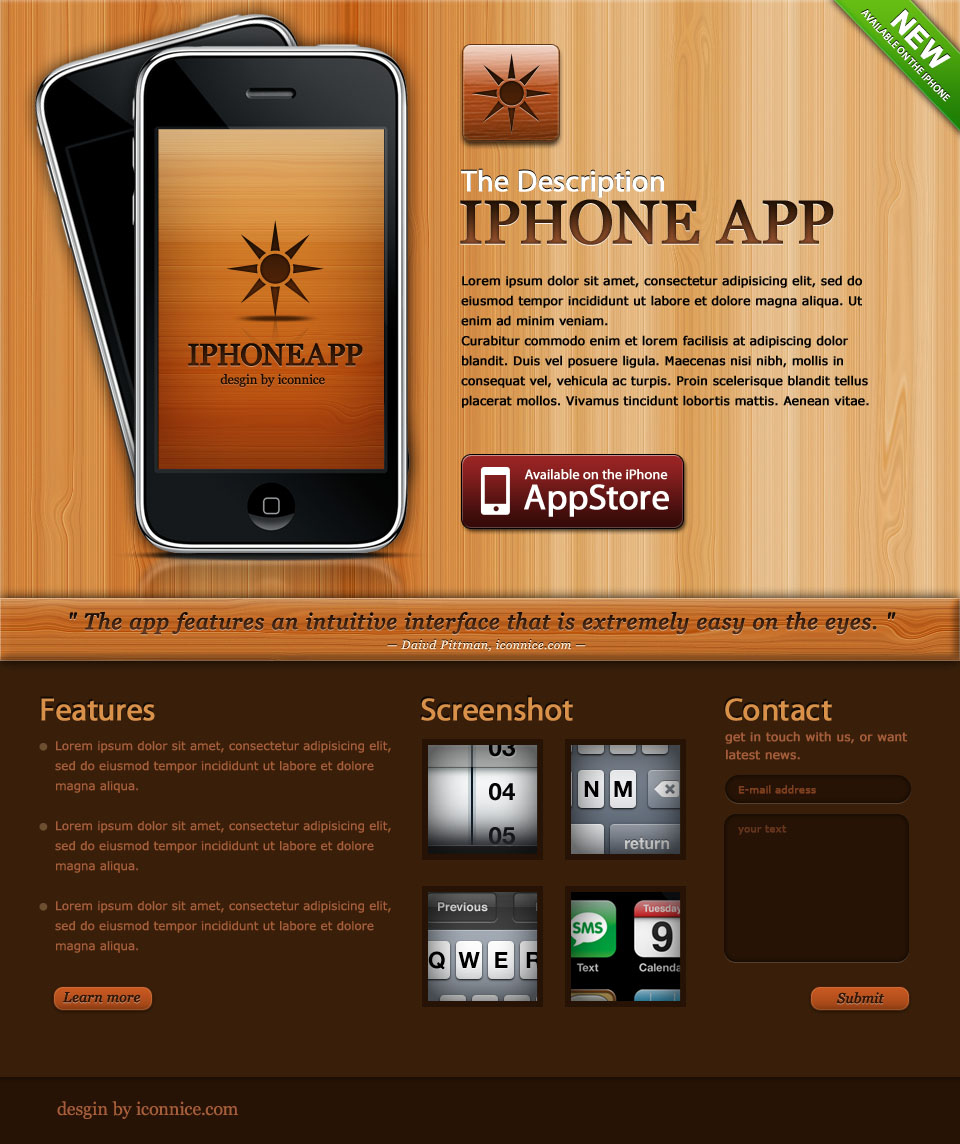 NEW
AVAILABLE ON THE IPHONE
The Description
IPHONE APP
Lorem ipsum dolor sit amet, consectetur adipisicing elit, sed do
eiusmod tempor incididunt ut labore et dolore magna aliqua. Ut
enim ad minim veniam.
Curabitur commodo enim et lorem facilisis at adipiscing dolor
blandit. Duis vel posuere ligula. Maecenas nisi nibh, mollis in
consequat vel, vehicula ac turpis. Proin scelerisque blandit tellus
placerat mollos. Vivamus tincidunt lobortis mattis. Aenean vitae.
IPHONEAPP
desgin by iconnice
Available on the iPhone
AppStore
" The app features an intuitive interface that is extremely easy on the eyes. "
— Daivd Pittman, iconnice.com —
Features
Lorem ipsum dolor sit amet, consectetur adipisicing elit,
sed do eiusmod tempor incididunt ut labore et dolore
magna aliqua.
Lorem ipsum dolor sit amet, consectetur adipisicing elit,
sed do eiusmod tempor incididunt ut labore et dolore
magna aliqua.
Lorem ipsum dolor sit amet, consectetur adipisicing elit,
sed do eiusmod tempor incididunt ut labore et dolore
magna aliqua.
Learn more
Screenshot
03
04
05
N M
return
Previous
Q W E R
SMS
Text
Tuesday
9
Calenda
Contact
get in touch with us, or want
latest news.
E-mail address
your text
Submit
desgin by iconnice.com